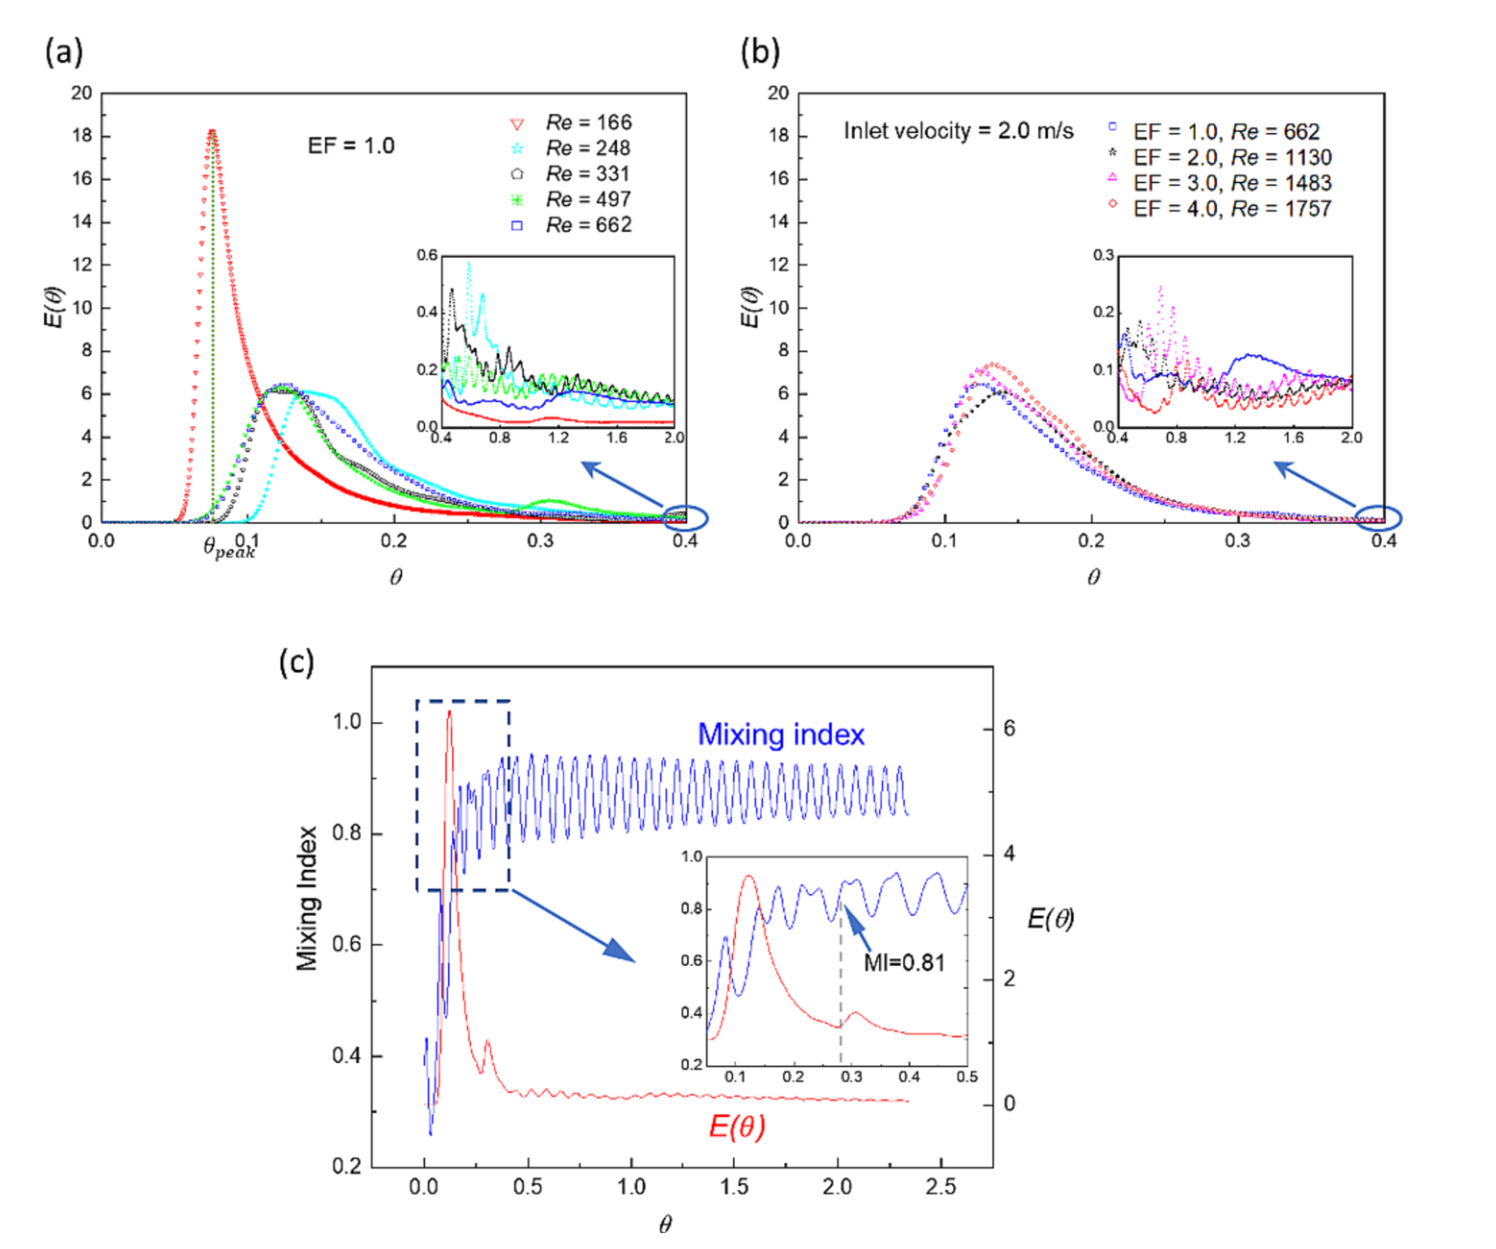 (a)
20
18
16
14
12
10
8
6
4
2
0
E(θ)
EF = 1.0
Re = 166
Re = 248
Re = 331
Re = 497
Re = 662
0.6
0.4
0.2
0.0
0.4 0.8 1.2 1.6 2.0
0.0 0.1 0.2 0.3 0.4
θpeak
θ
(b)
20
18
16
14
12
10
8
6
4
2
0
E(θ)
Inlet velocity = 2.0 m/s
EF = 1.0, Re = 662
EF = 2.0, Re = 1130
EF = 3.0, Re = 1483
EF = 4.0, Re = 1757
0.3
0.2
0.1
0.0
0.4 0.8 1.2 1.6 2.0
0.0 0.1 0.2 0.3 0.4
θ
(c)
1.0
0.8
0.6
0.4
0.2
Mixing Index
Mixing index
1.0
0.8
0.6
0.4
0.2
MI=0.81
0.1 0.2 0.3 0.4 0.5
E(θ)
6
4
2
0
E(θ)
0.0 0.5 1.0 1.5 2.0 2.5
θ